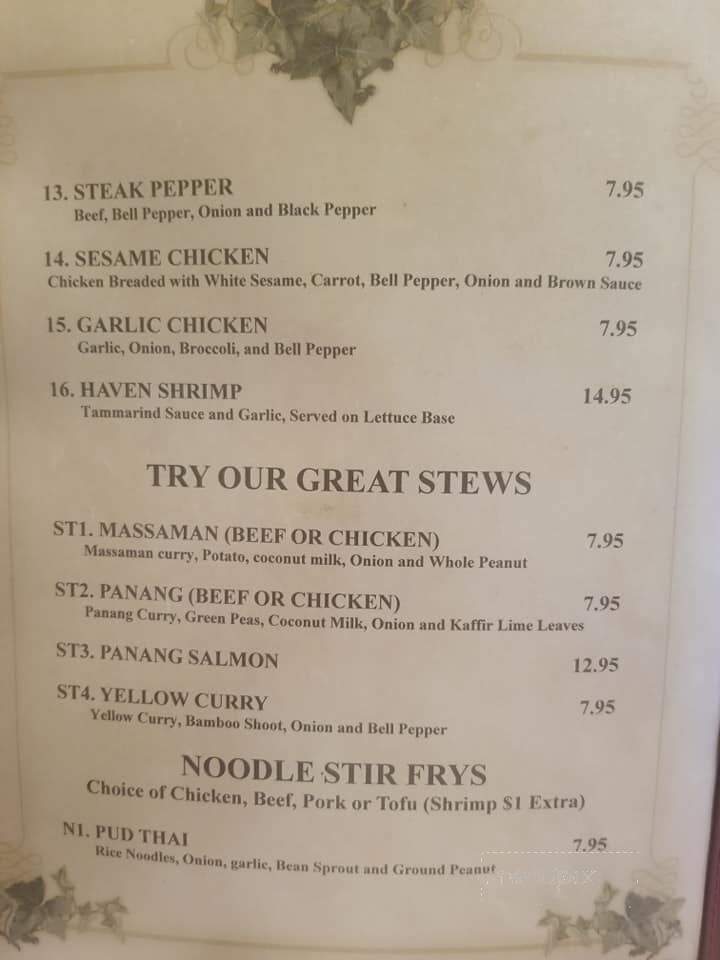 13. STEAK PEPPER 7.95
Beef, Bell Pepper, Onion and Black Pepper
14. SESAME CHICKEN 7.95
Chicken Breaded with White Sesame, Carrot, Bell Pepper, Onion and Brown Sauce
15. GARLIC CHICKEN 7.95
Garlic, Onion, Broccoli, and Bell Pepper
16. HAVEN SHRIMP 14.95
Tammarind Sauce and Garlic, Served on Lettuce Base
TRY OUR GREAT STEWS
ST1. MASSAMAN (BEEF OR CHICKEN) 7.95
Massaman curry, Potato, coconut milk, Onion and Whole Peanut
ST2. PANANG (BEEF OR CHICKEN) 7.95
Panang Curry, Green Peas, Coconut Milk, Onion and Kaffir Lime Leaves
ST3. PANANG SALMON 12.95
ST4. YELLOW CURRY 7.95
Yellow Curry, Bamboo Shoot, Onion and Bell Pepper
NOODLE STIR FRYS
Choice of Chicken, Beef, Pork or Tofu (Shrimp $1 Extra)
N1. PUD THAI 7.95
Rice Noodles, Onion, garlic, Bean Sprout and Ground Peanut